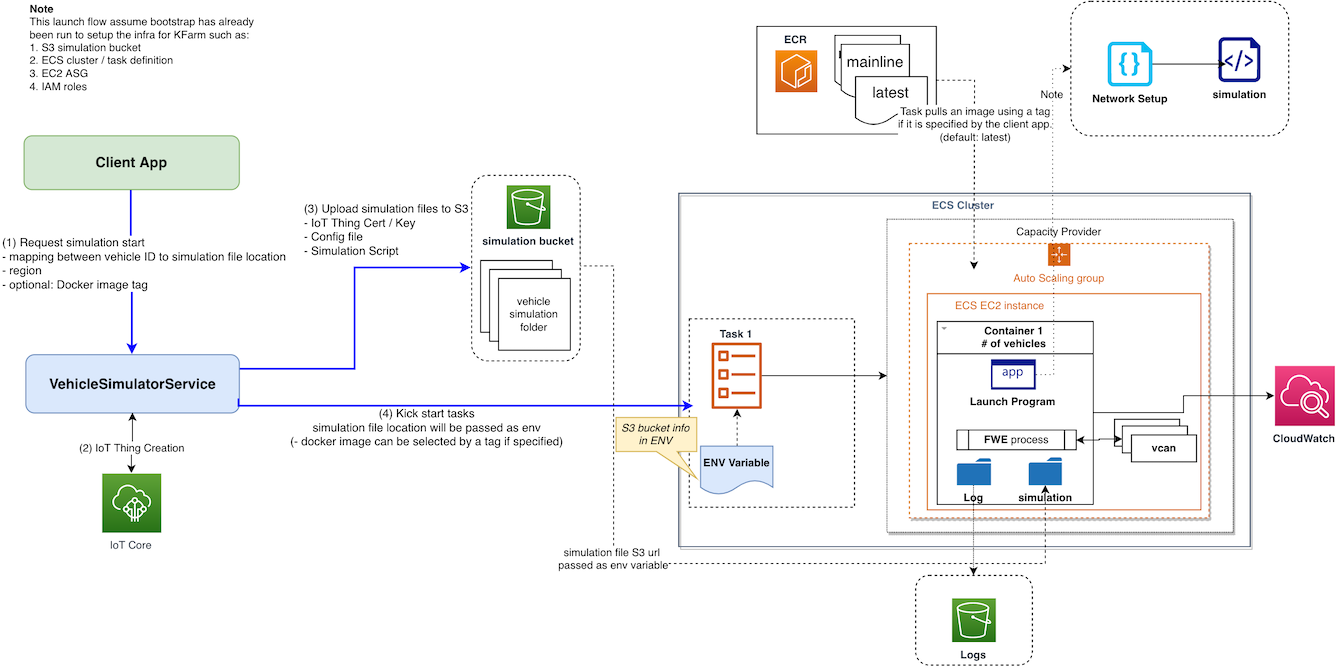 Note
This launch flow assume bootstrap has already
been run to setup the infra for KFarm such as:
1. S3 simulation bucket
2. ECS cluster / task definition
3. EC2 ASG
4. IAM roles
Client App
(1) Request simulation start
- mapping between vehicle ID to simulation file location
- region
- optional: Docker image tag
VehicleSimulatorService
(2) IoT Thing Creation
IoT Core
(3) Upload simulation files to S3
- IoT Thing Cert / Key
- Config file
- Simulation Script
simulation bucket
vehicle
simulation
folder
(4) Kick start tasks
simulation file location will be passed as env
(- docker image can be selected by a tag if specified)
S3 bucket info
in ENV
simulation file S3 url
passed as env variable
ECR
mainline
latest
Task pulls an image using a tag
if it is specified by the client app.
(default: latest)
Note
Network Setup
simulation
ECS Cluster
Task 1
ENV Variable
Capacity Provider
Auto Scaling group
ECS EC2 instance
Container 1
# of vehicles
app
Launch Program
FWE process
vcan
Log
simulation
CloudWatch
Logs